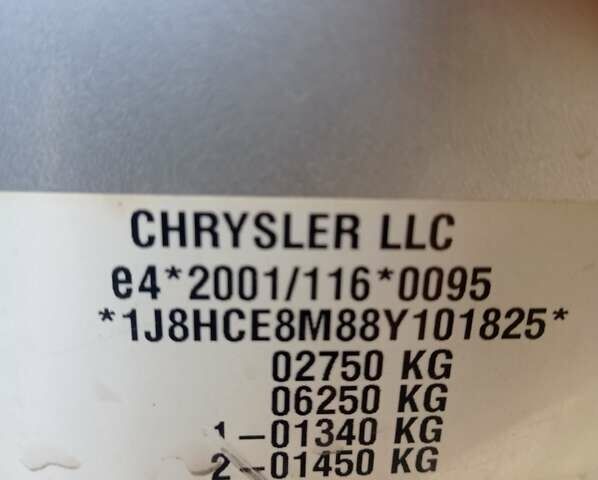 CHRYSLER LLC
e4*2001/116*0095
*1J8HCE8M88Y101825*
02750 KG
06250 KG
1-01340 KG
2-01450 KG